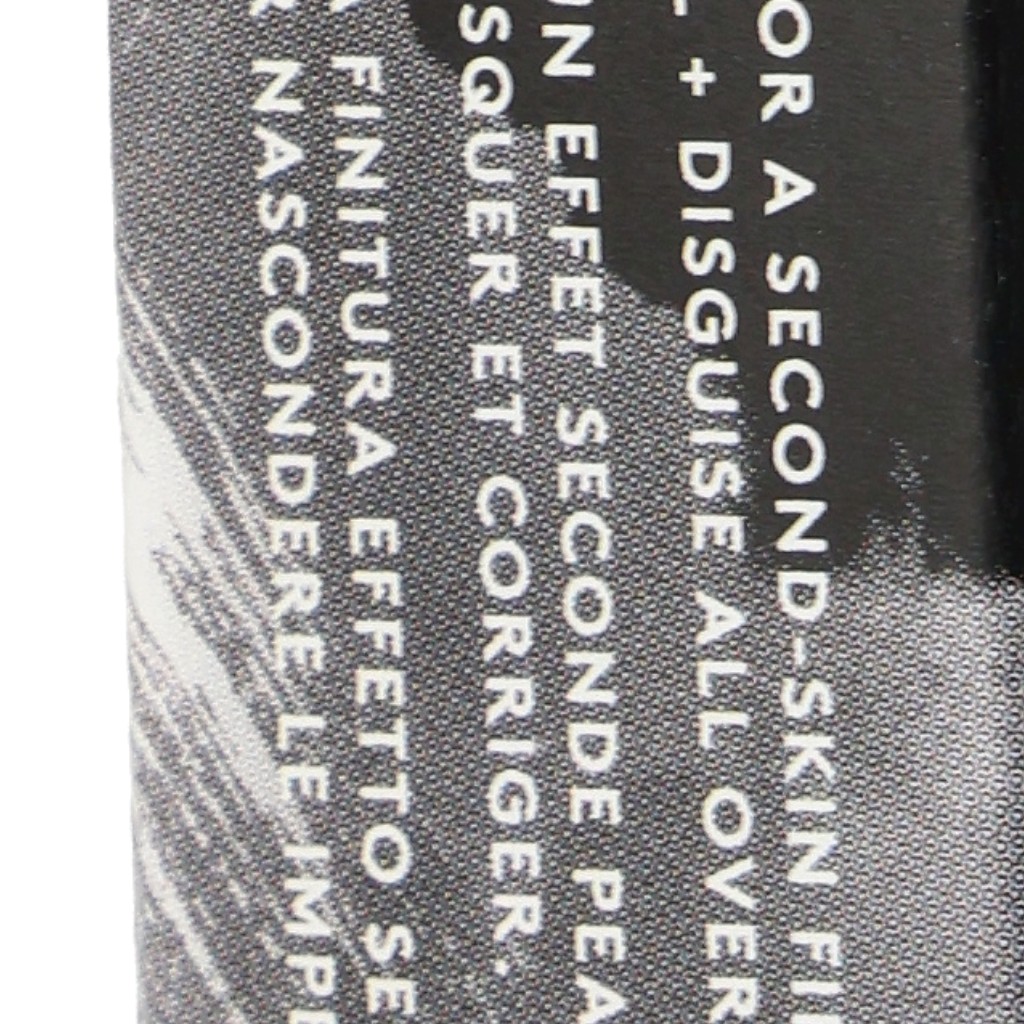 OR A SECOND-SKIN FI
+ DISGUISE ALL OVER
UN EFFET SECONDE PEA
SQUER ET CORRIGER.
A FINITURA EFFETTO SE
R NASCONDERE LE IMP